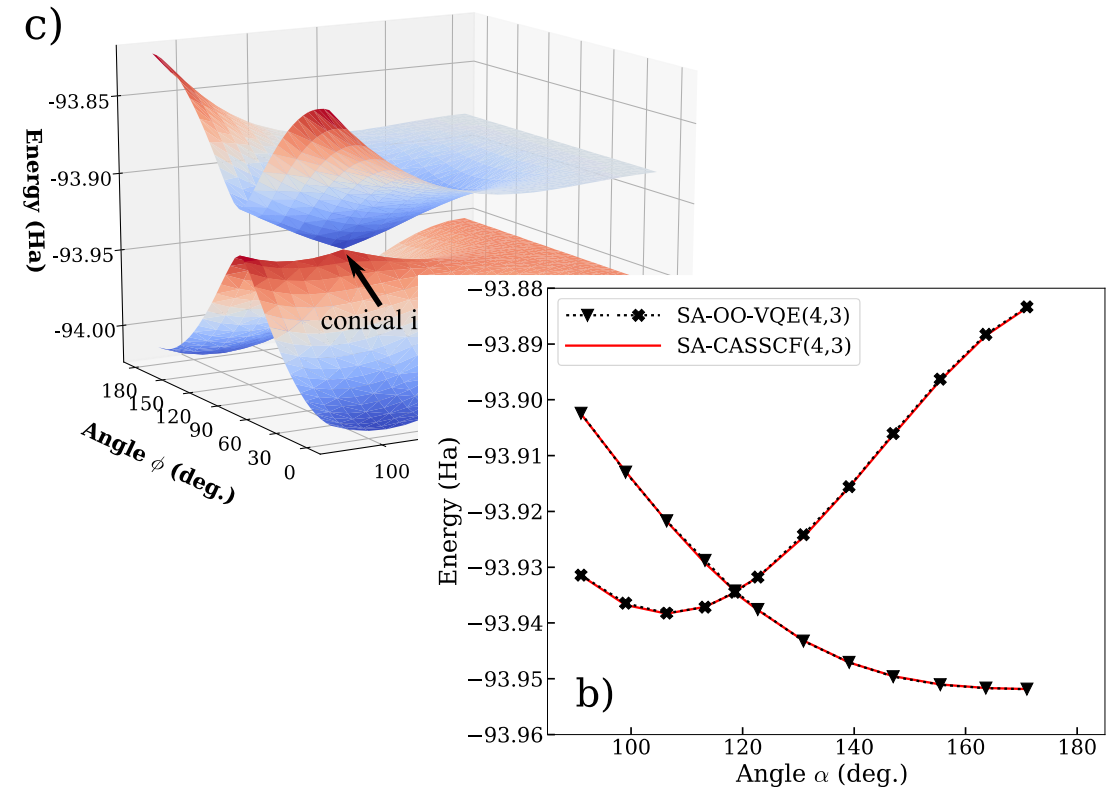 c)
Energy (Ha)
-93.85
-93.90
-93.95
-94.00
conical i
180
150
120
90
60
30
0
Angle ϕ (deg.)
100
SA-OO-VQE(4,3)
SA-CASSCF(4,3)
Energy (Ha)
−93.88
−93.89
−93.90
−93.91
−93.92
−93.93
−93.94
−93.95
−93.96
b)
100 120 140 160 180
Angle α (deg.)